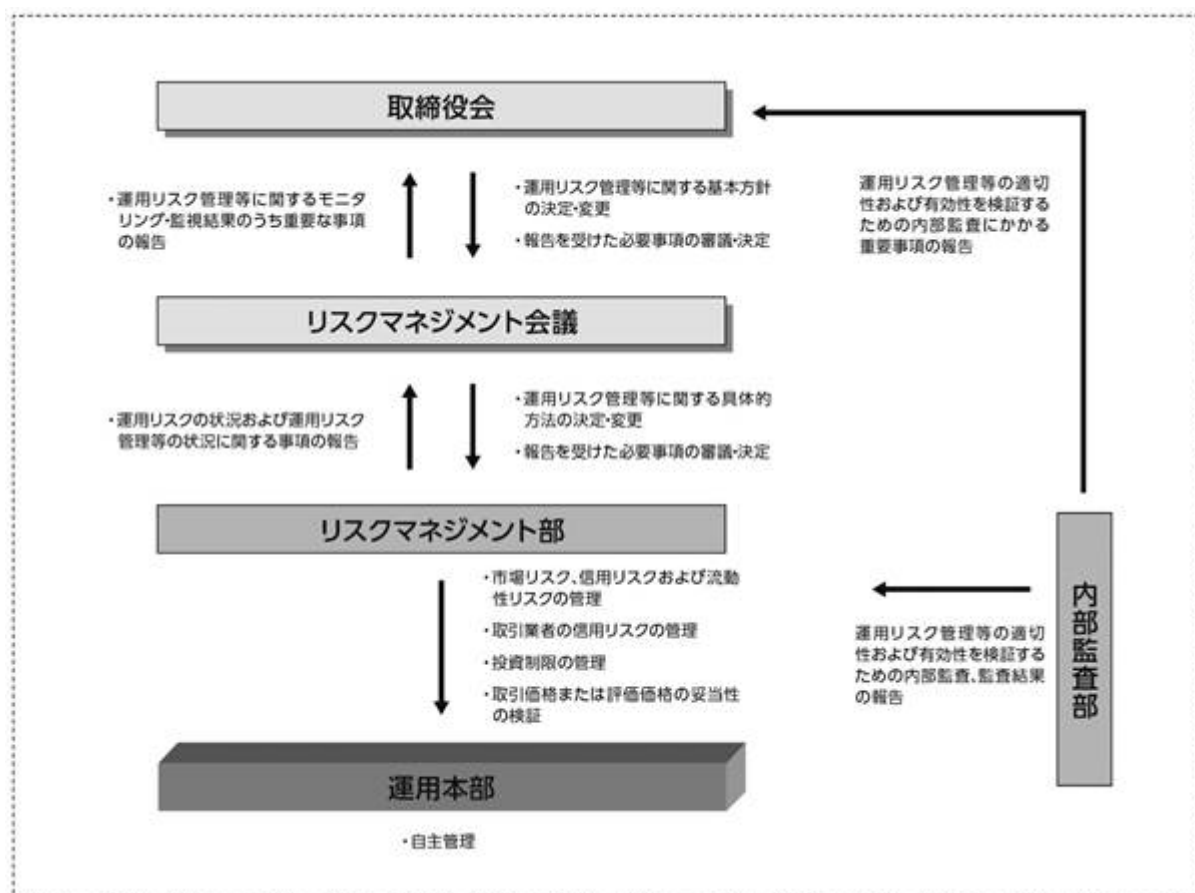 取締役会
・運用リスク管理等に関するモニタ
リング・監視結果のうち重要な事項
の報告
・運用リスク管理等に関する基本方針
の決定・変更
・報告を受けた必要事項の審議・決定
運用リスク管理等の適切
性および有効性を検証する
ための内部監査にかかる
重要事項の報告
リスクマネジメント会議
・運用リスクの状況および運用リスク
管理等の状況に関する事項の報告
・運用リスク管理等に関する具体的
方法の決定・変更
・報告を受けた必要事項の審議・決定
リスクマネジメント部
・市場リスク、信用リスクおよび流動
性リスクの管理
・取引業者の信用リスクの管理
・投資制限の管理
・取引価格または評価価格の妥当性
の検証
運用リスク管理等の適切
性および有効性を検証する
ための内部監査、監査結果
の報告
内部監査部
運用本部
・自主管理